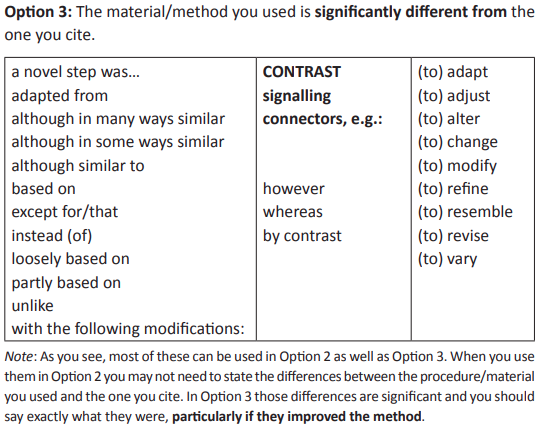 Option 3: The material/method you used is significantly different from the
one you cite.
a novel step was...
adapted from
although in many ways similar
although in some ways similar
although similar to
based on
except for/that
instead (of)
loosely based on
partly based on
unlike
with the following modifications:
CONTRAST
signalling
connectors, e.g.:
however
whereas
by contrast
(to) adapt
(to) adjust
(to) alter
(to) change
(to) modify
(to) refine
(to) resemble
(to) revise
(to) vary
Note: As you see, most of these can be used in Option 2 as well as Option 3. When you use
them in Option 2 you may not need to state the differences between the procedure/material
you used and the one you cite. In Option 3 those differences are significant and you should
say exactly what they were, particularly if they improved the method.